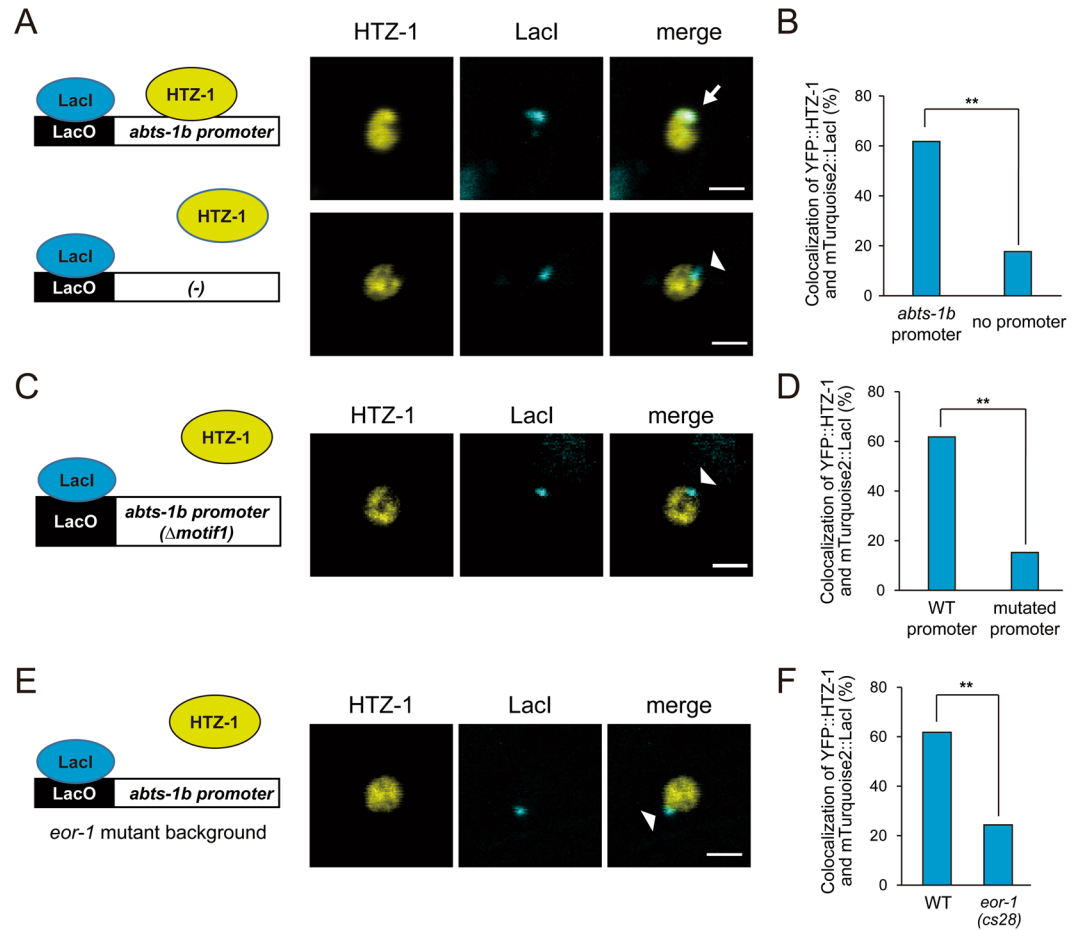 A
HTZ-1
LacI
merge
LacI
HTZ-1
LacO
abts-1b promoter
HTZ-1
LacI
LacO
(-)
B
Colocalization of YFP::HTZ-1
and mTurquoise2::LacI (%)
80
60
40
20
0
**
abts-1b
promoter
no promoter
C
HTZ-1
LacI
merge
HTZ-1
LacI
LacO
abts-1b promoter
(Δmotif1)
D
Colocalization of YFP::HTZ-1
and mTurquoise2::LacI (%)
80
60
40
20
0
**
WT
promoter
mutated
promoter
E
HTZ-1
LacI
merge
HTZ-1
LacI
LacO
abts-1b promoter
eor-1 mutant background
F
Colocalization of YFP::HTZ-1
and mTurquoise2::LacI (%)
80
60
40
20
0
**
WT
eor-1
(cs28)